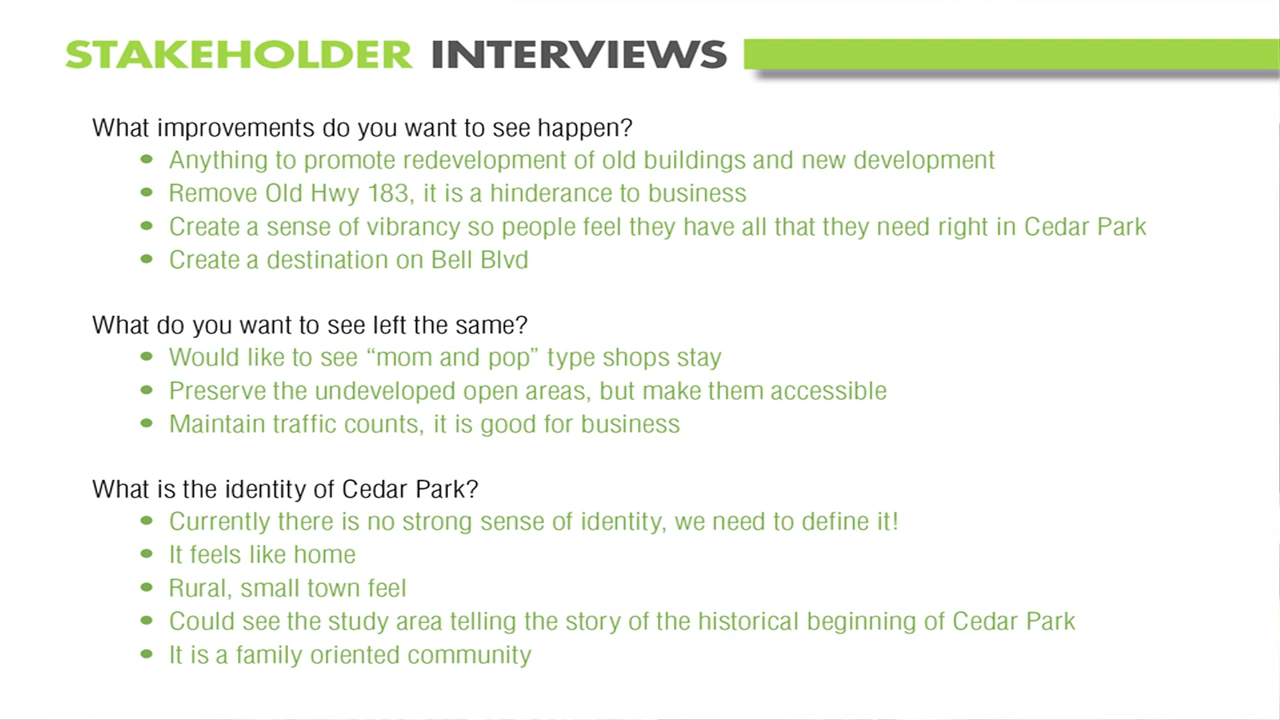 STAKEHOLDER INTERVIEWS
What improvements do you want to see happen?
• Anything to promote redevelopment of old buildings and new development
• Remove Old Hwy 183, it is a hinderance to business
• Create a sense of vibrancy so people feel they have all that they need right in Cedar Park
• Create a destination on Bell Blvd
What do you want to see left the same?
• Would like to see “mom and pop” type shops stay
• Preserve the undeveloped open areas, but make them accessible
• Maintain traffic counts, it is good for business
What is the identity of Cedar Park?
• Currently there is no strong sense of identity, we need to define it!
• It feels like home
• Rural, small town feel
• Could see the study area telling the story of the historical beginning of Cedar Park
• It is a family oriented community